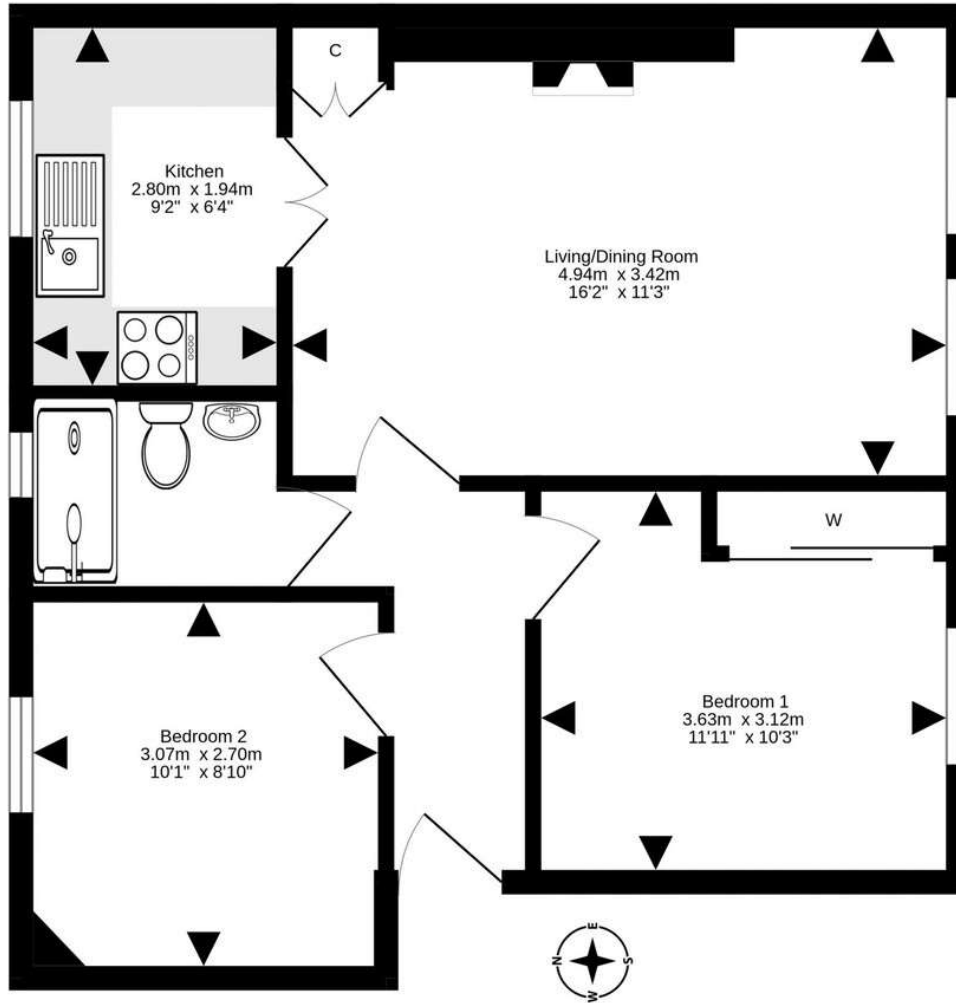 C
Kitchen
2.80m x 1.94m
9'2" x 6'4"
Living/Dining Room
4.94m x 3.42m
16'2" x 11'3"
W
Bedroom 1
3.63m x 3.12m
11'11" x 10'3"
Bedroom 2
3.07m x 2.70m
10'1" x 8'10"
E
N
S
W